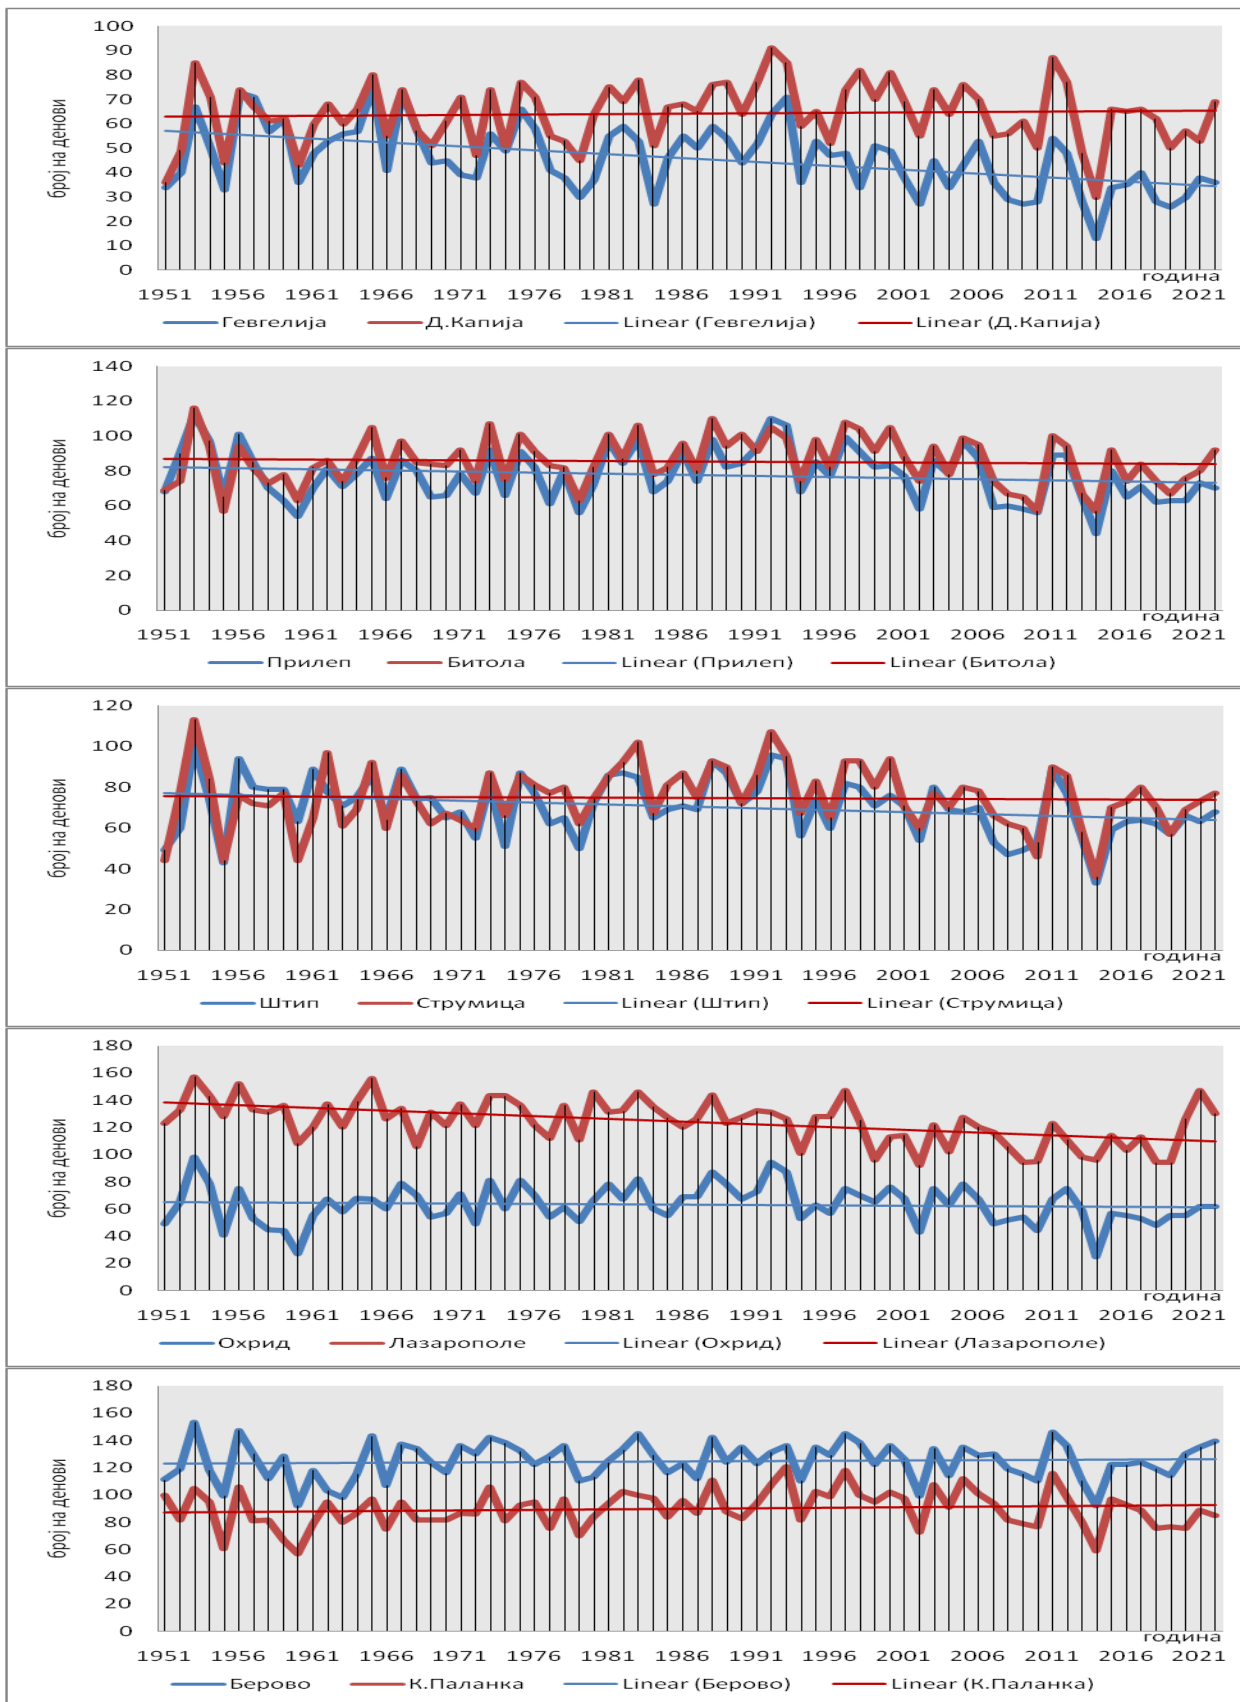 100
90
80
70
60
50
40
30
20
10
0
број на денови
година
1951 1956 1961 1966 1971 1976 1981 1986 1991 1996 2001 2006 2011 2016 2021
Гевгелија Д.Капија Linear (Гевгелија) Linear (Д.Капија)
140
120
100
80
60
40
20
0
број на денови
година
1951 1956 1961 1966 1971 1976 1981 1986 1991 1996 2001 2006 2011 2016 2021
Прилеп Битола Linear (Прилеп) Linear (Битола)
120
100
80
60
40
20
0
број на денови
година
1951 1956 1961 1966 1971 1976 1981 1986 1991 1996 2001 2006 2011 2016 2021
Штип Струмица Linear (Штип) Linear (Струмица)
180
160
140
120
100
80
60
40
20
0
број на денови
година
1951 1956 1961 1966 1971 1976 1981 1986 1991 1996 2001 2006 2011 2016 2021
Охрид Лазарополе Linear (Охрид) Linear (Лазарополе)
180
160
140
120
100
80
60
40
20
0
број на денови
година
1951 1956 1961 1966 1971 1976 1981 1986 1991 1996 2001 2006 2011 2016 2021
Берово К.Паланка Linear (Берово) Linear (К.Паланка)